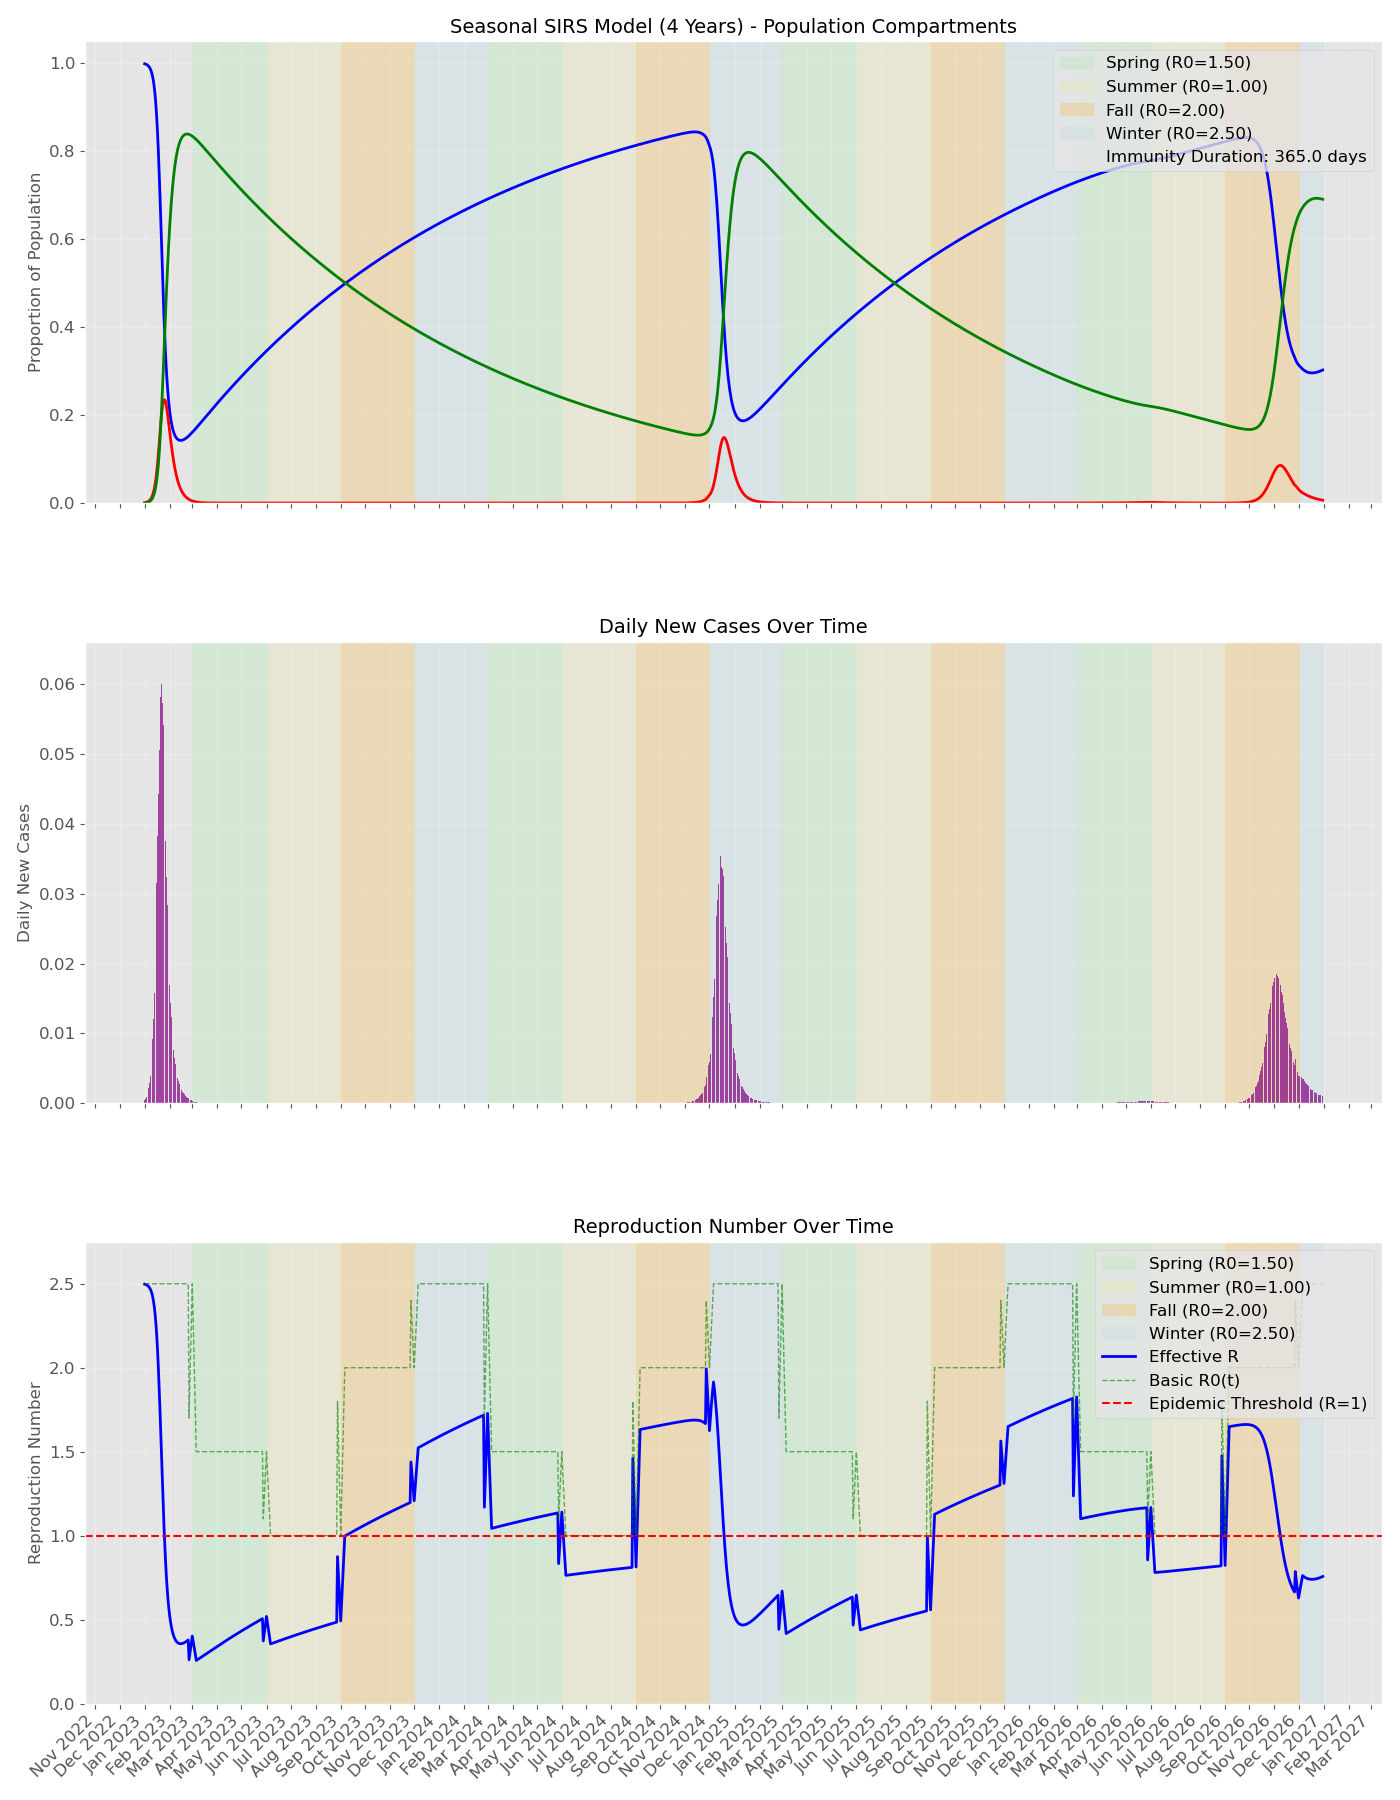 Seasonal SIRS Model (4 Years) - Population Compartments
Spring (R0=1.50)
Summer (R0=1.00)
Fall (R0=2.00)
Winter (R0=2.50)
Immunity Duration: 365.0 days
Proportion of Population
1.0
0.8
0.6
0.4
0.2
0.0
Daily New Cases Over Time
Daily New Cases
0.06
0.05
0.04
0.03
0.02
0.01
0.00
Reproduction Number Over Time
Spring (R0=1.50)
Summer (R0=1.00)
Fall (R0=2.00)
Winter (R0=2.50)
Effective R
Basic R0(t)
Epidemic Threshold (R=1)
Reproduction Number
2.5
2.0
1.5
1.0
0.5
0.0
Nov 2022
Dec 2022
Jan 2023
Feb 2023
Mar 2023
Apr 2023
May 2023
Jun 2023
Jul 2023
Aug 2023
Sep 2023
Oct 2023
Nov 2023
Dec 2023
Jan 2024
Feb 2024
Mar 2024
Apr 2024
May 2024
Jun 2024
Jul 2024
Aug 2024
Sep 2024
Oct 2024
Nov 2024
Dec 2024
Jan 2025
Feb 2025
Mar 2025
Apr 2025
May 2025
Jun 2025
Jul 2025
Aug 2025
Sep 2025
Oct 2025
Nov 2025
Dec 2025
Jan 2026
Feb 2026
Mar 2026
Apr 2026
May 2026
Jun 2026
Jul 2026
Aug 2026
Sep 2026
Oct 2026
Nov 2026
Dec 2026
Jan 2027
Feb 2027
Mar 2027